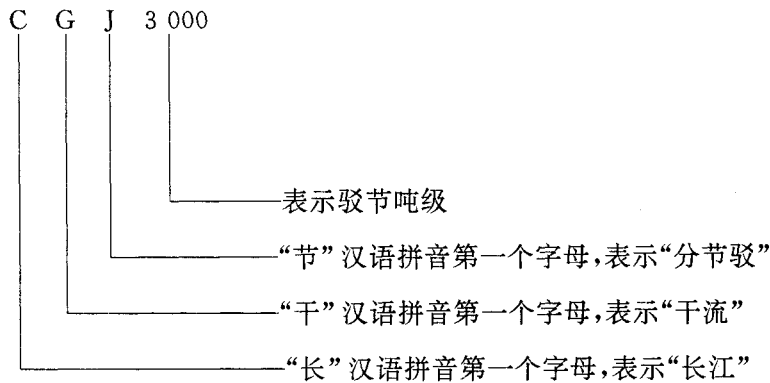 C G J 3 000
表示驳节吨级
“节”汉语拼音第一个字母,表示“分节驳”
“干”汉语拼音第一个字母,表示“干流”
“长”汉语拼音第一个字母,表示“长江”